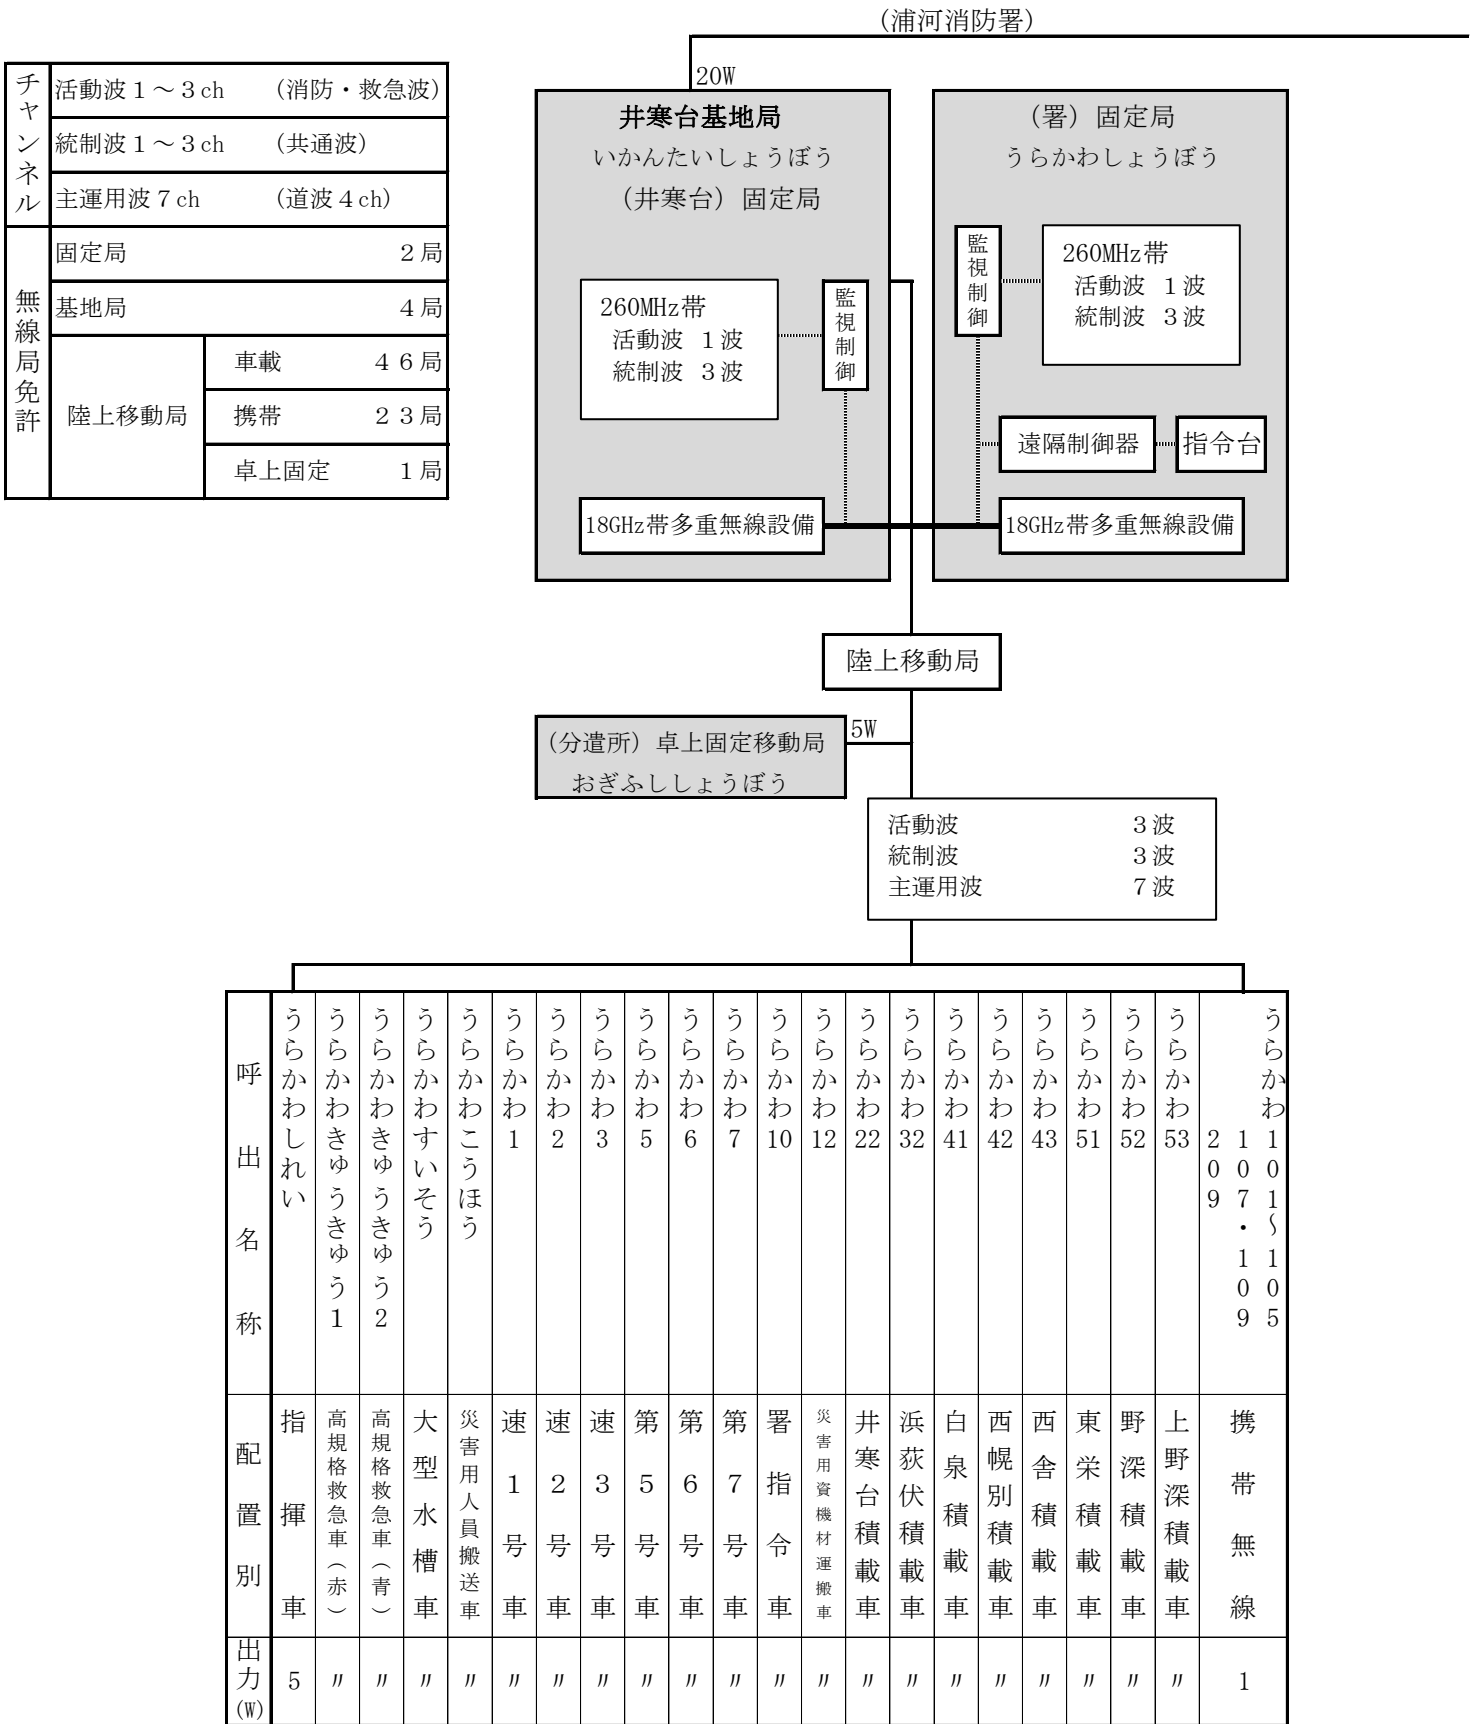 (浦河消防署)
チャンネル
活動波１～３ch (消防・救急波)
統制波１～３ch (共通波)
主運用波７ch (道波４ch)
無線局免許
固定局 ２局
基地局 ４局
陸上移動局
車載 ４６局
携帯 ２３局
卓上固定 １局
20W
井寒台基地局
いかんたいしょうぼう
(井寒台) 固定局
260MHz帯
活動波 １波
統制波 ３波
監視制御
18GHz帯多重無線設備
(署) 固定局
うらかわしょうぼう
監視制御
260MHz帯
活動波 １波
統制波 ３波
遠隔制御器
指令台
18GHz帯多重無線設備
陸上移動局
5W
(分遣所) 卓上固定移動局
おぎふししょうぼう
活動波 ３波
統制波 ３波
主運用波 ７波
呼出名称
うらかわしれい
うらかわきゅうきゅう1
うらかわきゅうきゅう2
うらかわすいそう
うらかわこうほう
うらかわ1
うらかわ2
うらかわ3
うらかわ5
うらかわ6
うらかわ7
うらかわ10
うらかわ12
うらかわ22
うらかわ32
うらかわ41
うらかわ42
うらかわ43
うらかわ51
うらかわ52
うらかわ53
うらかわ101～105
107・109
209
配置別
指揮車
高規格救急車(赤)
高規格救急車(青)
大型水槽車
災害用人員搬送車
速１号車
速２号車
速３号車
第５号車
第６号車
第７号車
署指令車
災害用資機材運搬車
井寒台積載車
浜荻伏積載車
白泉積載車
西幌別積載車
西舎積載車
東栄積載車
野深積載車
上野深積載車
携帯無線
出力(W)
5 〃 〃 〃 〃 〃 〃 〃 〃 〃 〃 〃 〃 〃 〃 〃 〃 〃 〃 〃 〃 1